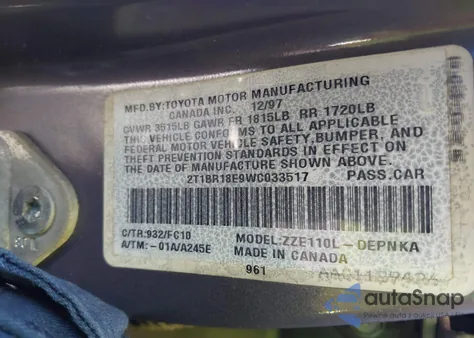 MFD.BY:TOYOTA MOTOR MANUFACTURING
CANADA INC. 12/97
GVWR 3515LB GAWR FR 1815LB RR 1720LB
THIS VEHICLE CONFORMS TO ALL APPLICABLE
FEDERAL MOTOR VEHICLE SAFETY, BUMPER, AND
THEFT PREVENTION STANDARDS IN EFFECT ON
THE DATE OF MANUFACTURE SHOWN ABOVE.
2T1BR18E9WC033517 PASS.CAR
C/TR:932/FC10 MODEL:ZZE110L-DEPNKA
A/TM:-01A/A245E MADE IN CANADA
961
autoSnap